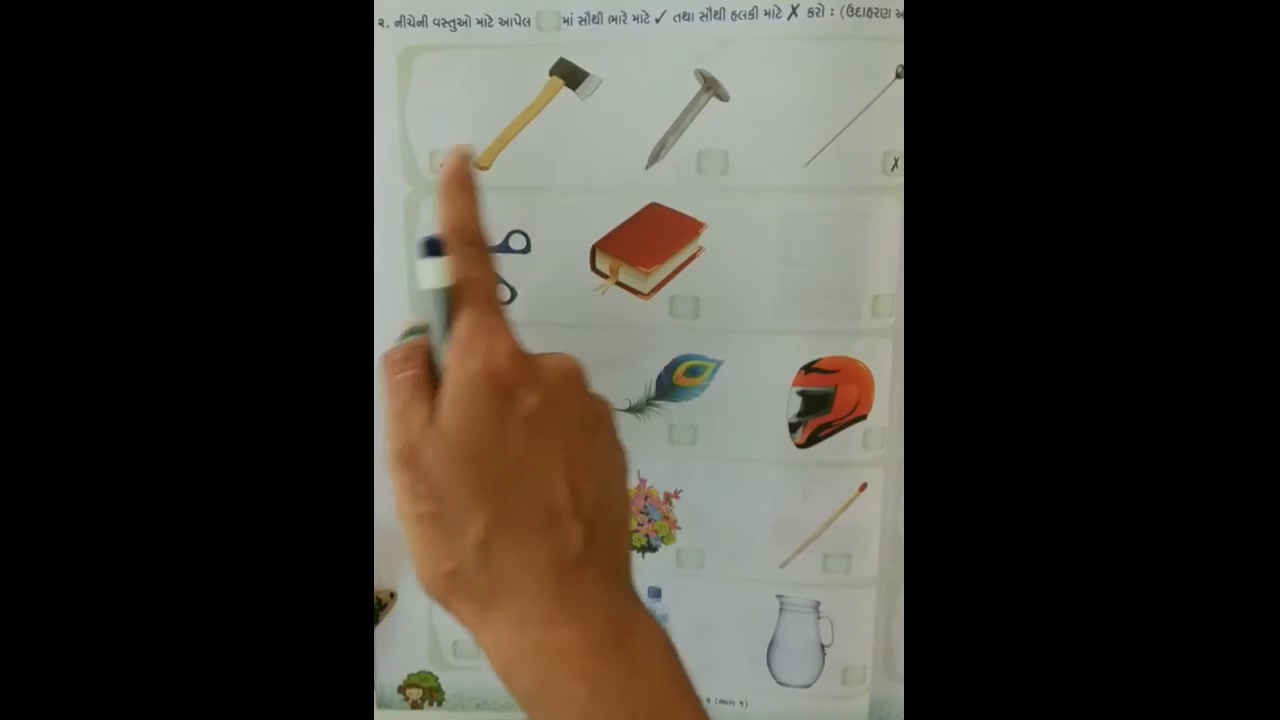 ૨. નીચેની વસ્તુઓ માટે આપેલ માં સૌથી ભારે માટે ✓ તથા સૌથી હલકી માટે ✗ કરો : (ઉદાહરણ
✗